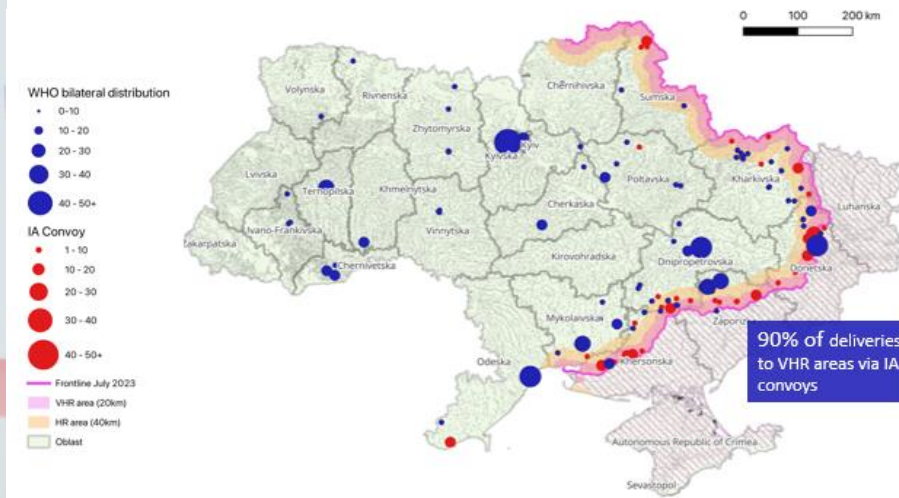 0 100 200 km
WHO bilateral distribution
0-10
10 - 20
20 - 30
30 - 40
40 - 50+
IA Convoy
1 - 10
10 - 20
20 - 30
30 - 40
40 - 50+
Frontline July 2023
VHR area (20km)
HR area (40km)
Oblast
Volynska
Rivnenska
Zhytomyrska
Chernihivska
Sumska
Kyiv
Kyivska
Lvivska
Ternopilska
Khmelnytska
Poltavska
Kharkivska
Luhanska
Cherkaska
Ivano-Frankivska
Vinnytska
Zakarpatska
Chernivetska
Kirovohradska
Dnipropetrovska
Donetska
Mykolaivska
Zaporiz
Odeska
Khersonska
90% of deliveries
to VHR areas via IA
convoys
Autonomous Republic of Crimea
Sevastopol